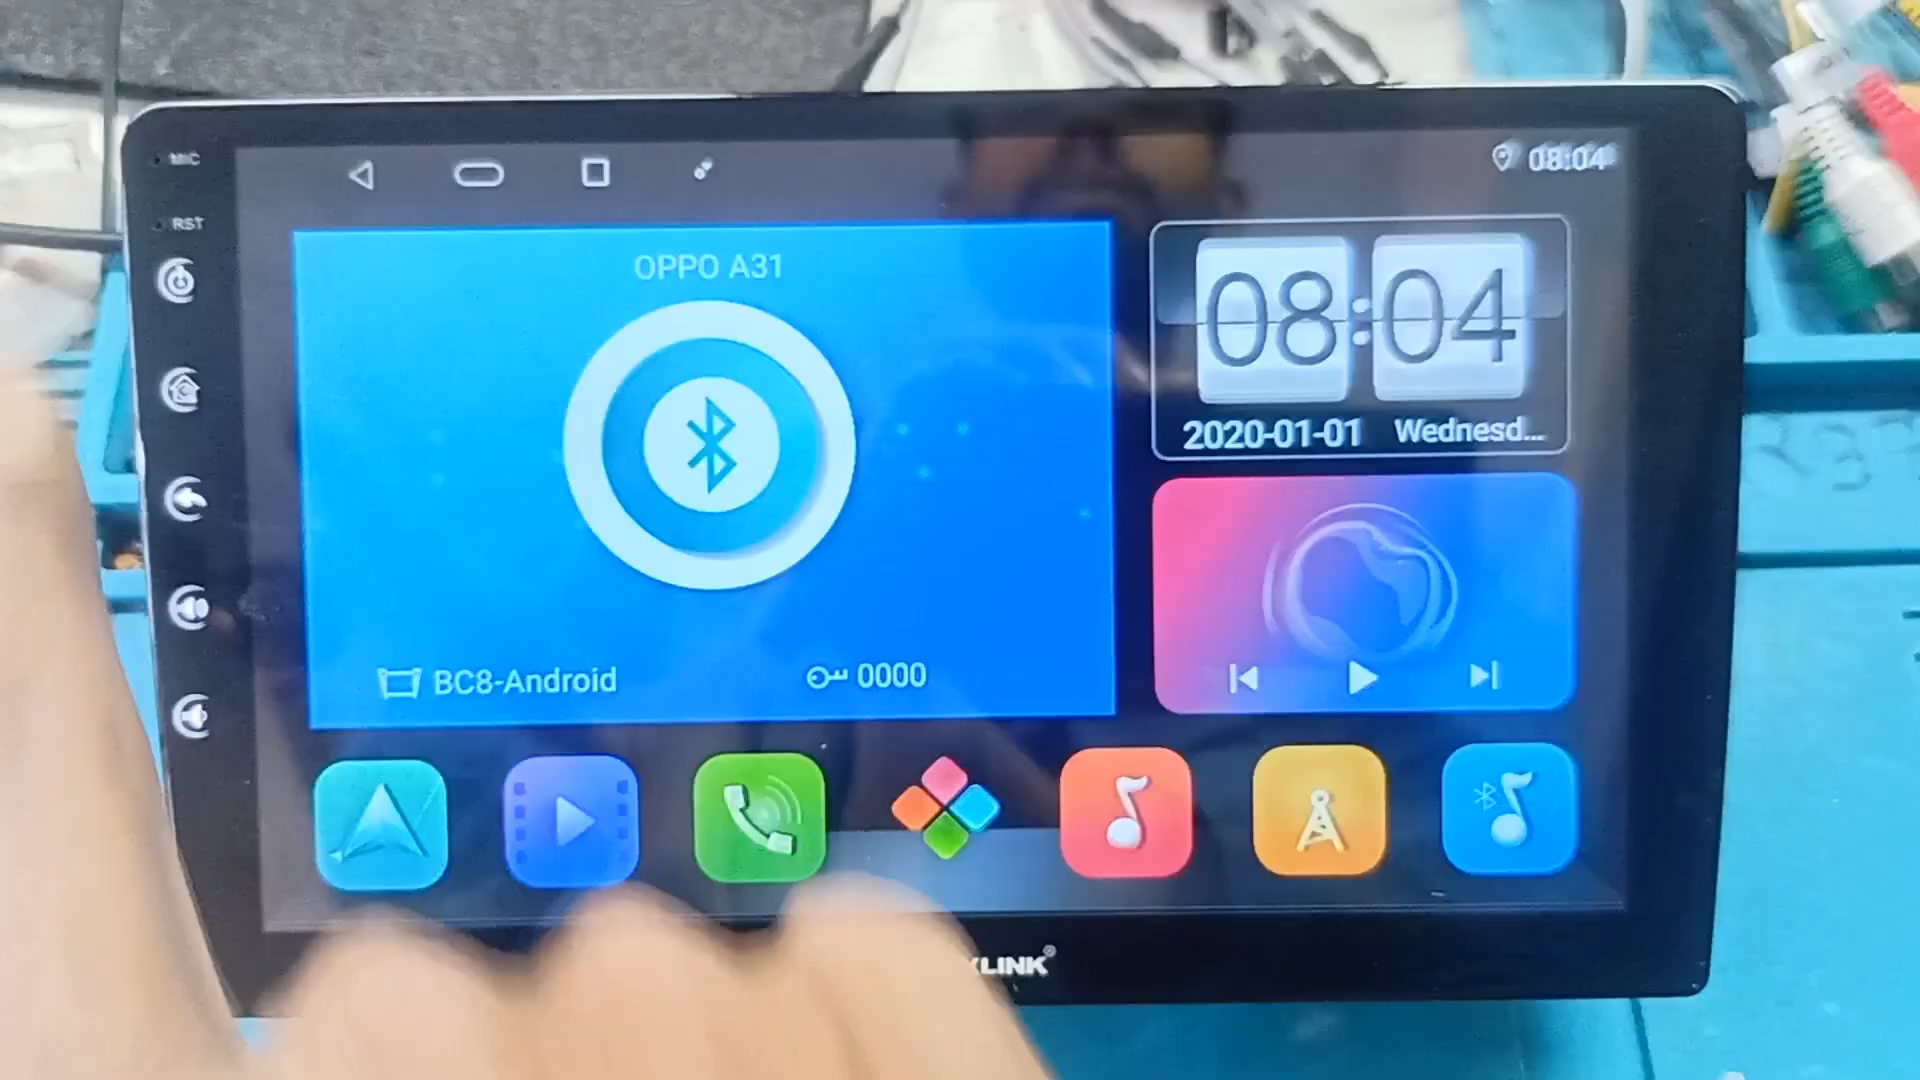 MIC
08:04
RST
OPPO A31
08:04
2020-01-01 Wednesd...
BC8-Android
0000